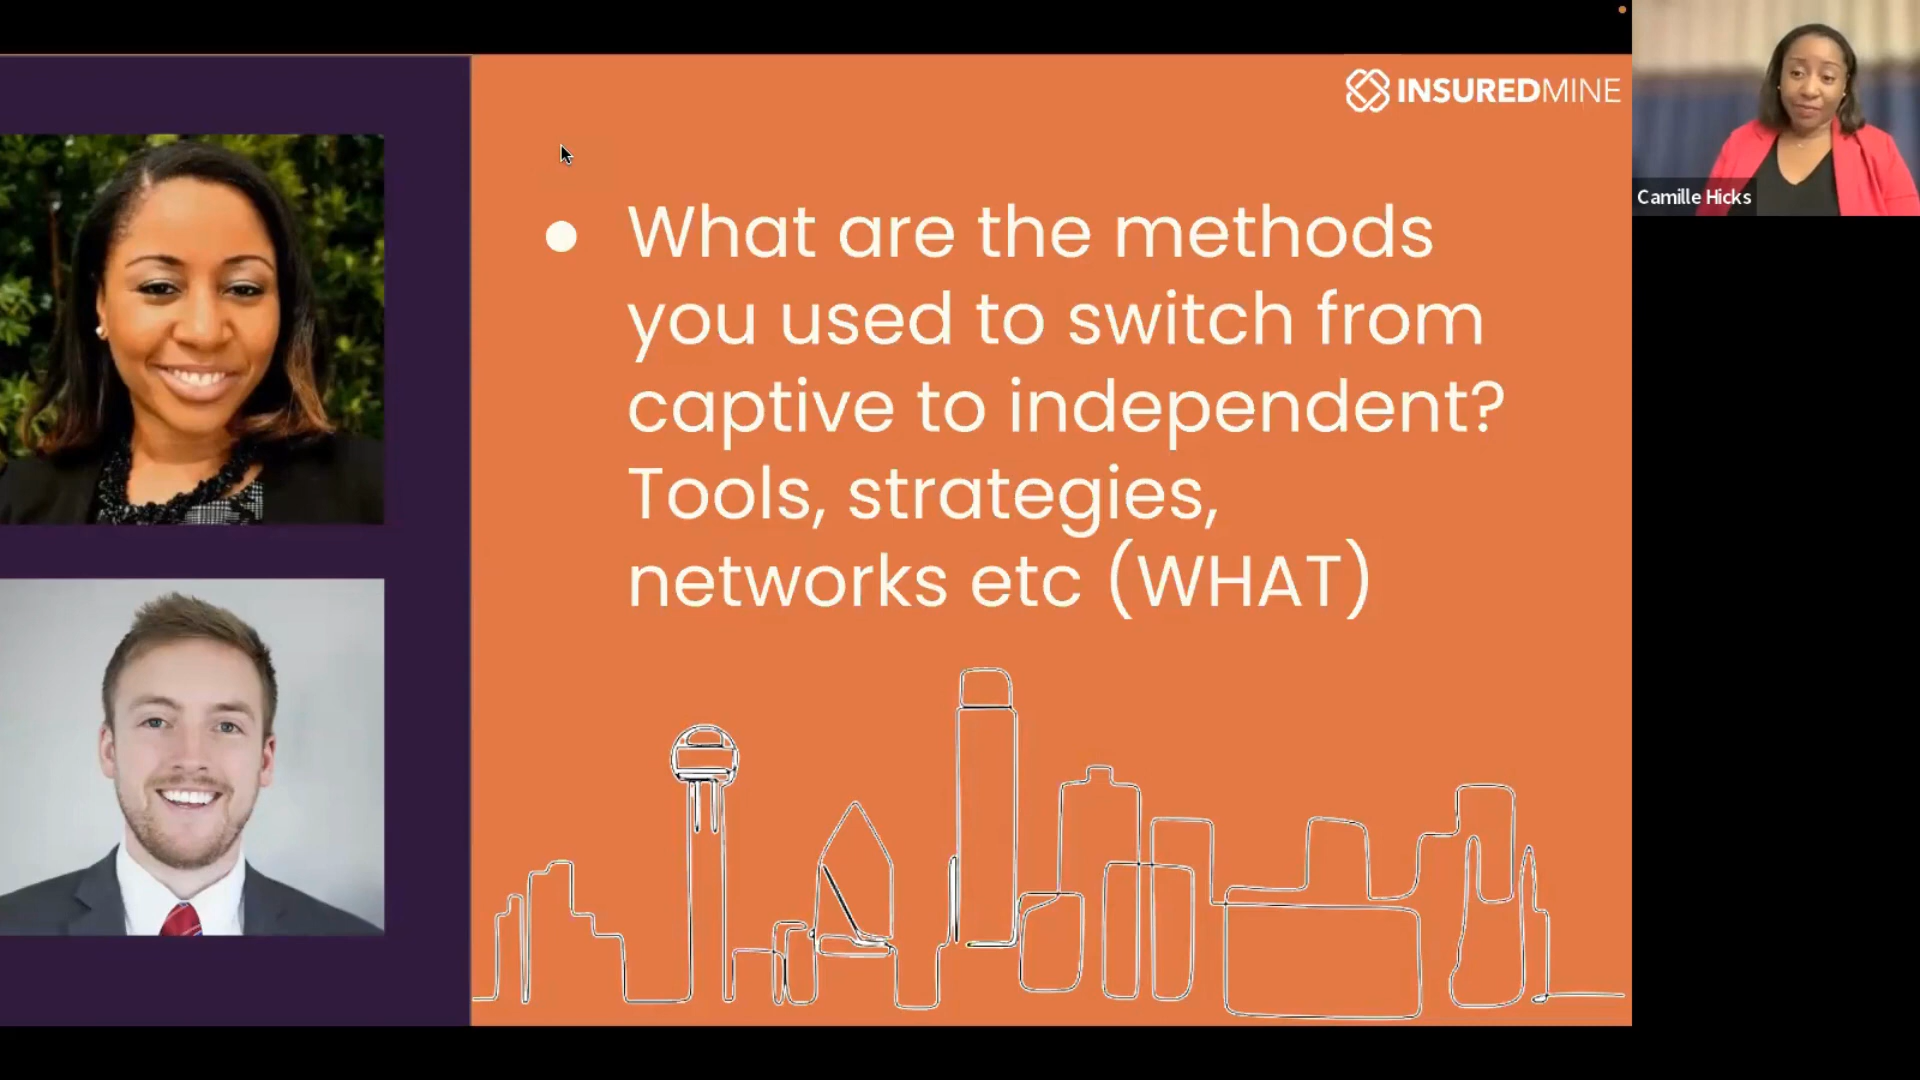 INSUREDMINE
Camille Hicks
● What are the methods
you used to switch from
captive to independent?
Tools, strategies,
networks etc (WHAT)